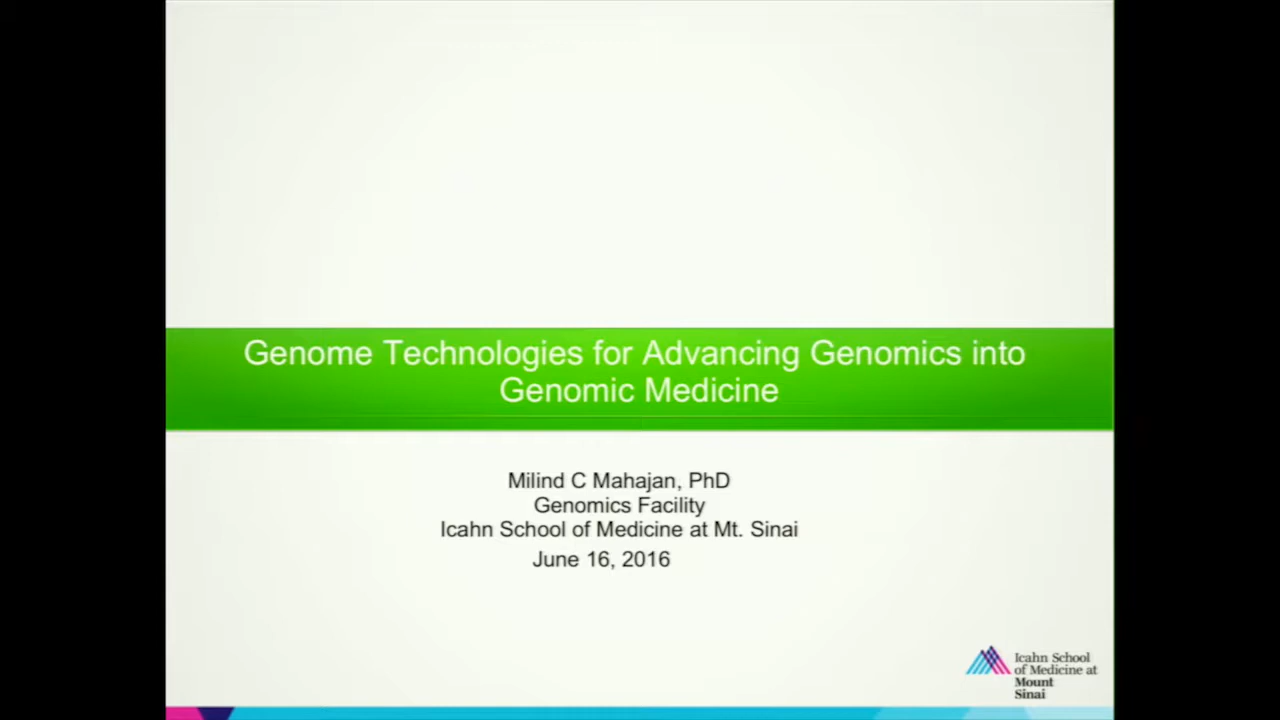 Genome Technologies for Advancing Genomics into
Genomic Medicine
Milind C Mahajan, PhD
Genomics Facility
Icahn School of Medicine at Mt. Sinai
June 16, 2016
Icahn School
of Medicine at
Mount
Sinai